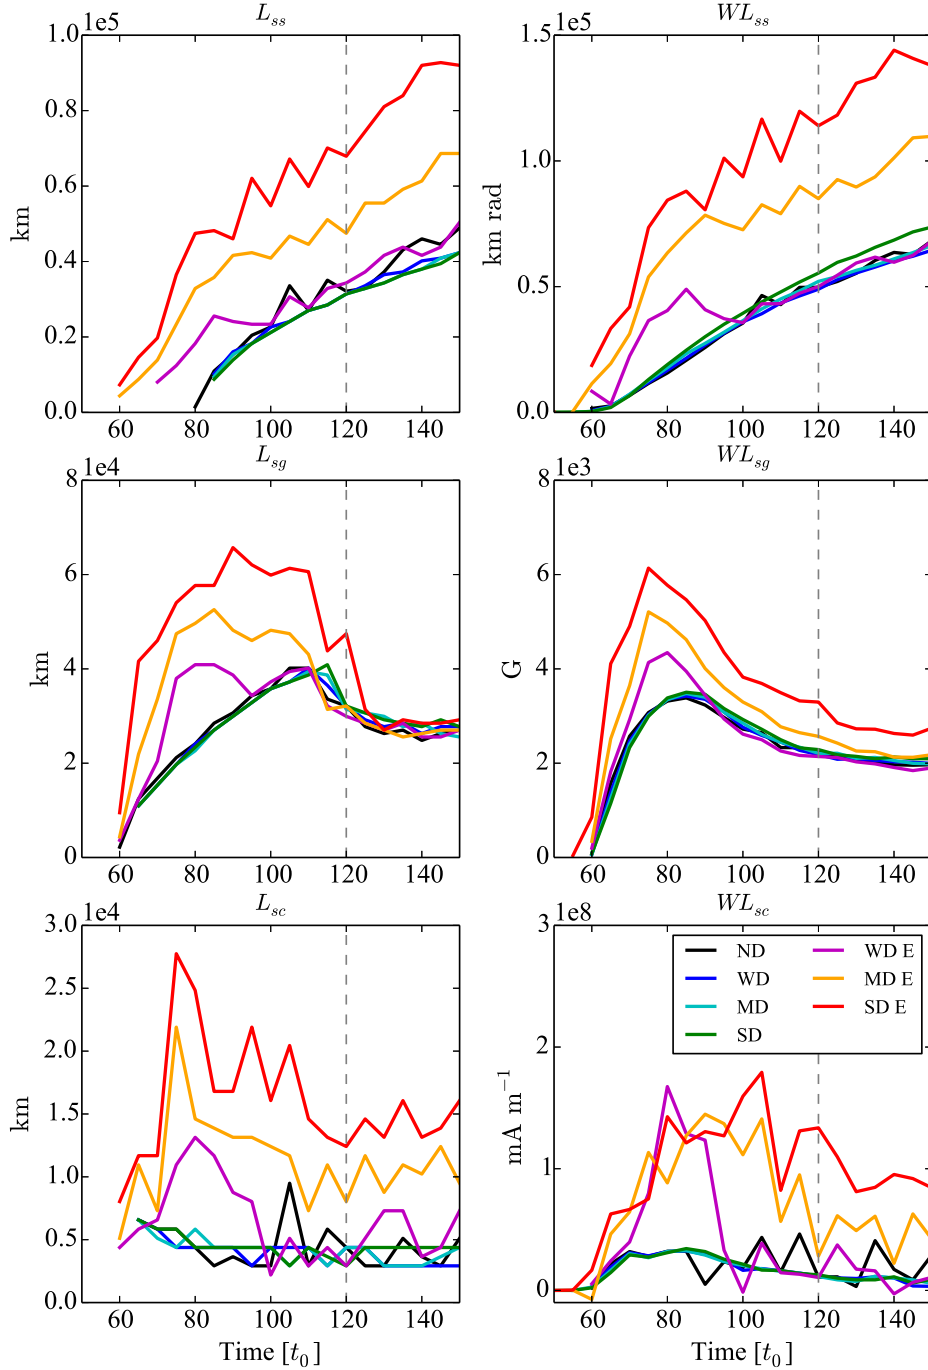 L_ss WL_ss
1e5 1.5 1e5
1.0
0.8
0.6
0.4
0.2
0.0
km
60 80 100 120 140
1.0
0.5
0.0
km rad
60 80 100 120 140
L_sg WL_sg
8 1e4
6
4
2
0
km
60 80 100 120 140
8 1e3
6
4
2
0
G
60 80 100 120 140
L_sc WL_sc
3.0 1e4
2.5
2.0
1.5
1.0
0.5
0.0
km
60 80 100 120 140
Time [t_0]
3 1e8
2
1
0
mA m^−1
ND
WD
MD
SD
WD E
MD E
SD E
60 80 100 120 140
Time [t_0]